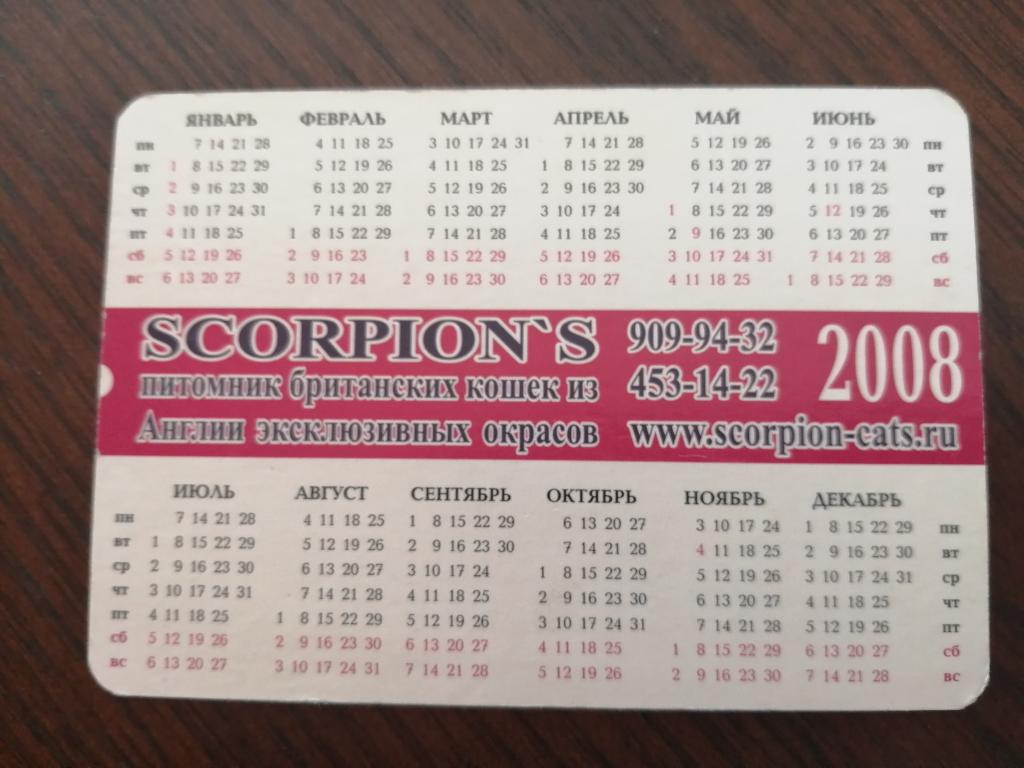 ЯНВАРЬ ФЕВРАЛЬ МАРТ АПРЕЛЬ МАЙ ИЮНЬ
пн 7 14 21 28 4 11 18 25 3 10 17 24 31 7 14 21 28 5 12 19 26 2 9 16 23 30 пн
вт 1 8 15 22 29 5 12 19 26 4 11 18 25 1 8 15 22 29 6 13 20 27 3 10 17 24 вт
ср 2 9 16 23 30 6 13 20 27 5 12 19 26 2 9 16 23 30 7 14 21 28 4 11 18 25 ср
чт 3 10 17 24 31 7 14 21 28 6 13 20 27 3 10 17 24 1 8 15 22 29 5 12 19 26 чт
пт 4 11 18 25 1 8 15 22 29 7 14 21 28 4 11 18 25 2 9 16 23 30 6 13 20 27 пт
сб 5 12 19 26 2 9 16 23 1 8 15 22 29 5 12 19 26 3 10 17 24 31 7 14 21 28 сб
вс 6 13 20 27 3 10 17 24 2 9 16 23 30 6 13 20 27 4 11 18 25 1 8 15 22 29 вс
SCORPION`S 909-94-32 2008
питомник британских кошек из 453-14-22
Англии эксклюзивных окрасов www.scorpion-cats.ru
ИЮЛЬ АВГУСТ СЕНТЯБРЬ ОКТЯБРЬ НОЯБРЬ ДЕКАБРЬ
пн 7 14 21 28 4 11 18 25 1 8 15 22 29 6 13 20 27 3 10 17 24 1 8 15 22 29 пн
вт 1 8 15 22 29 5 12 19 26 2 9 16 23 30 7 14 21 28 4 11 18 25 2 9 16 23 30 вт
ср 2 9 16 23 30 6 13 20 27 3 10 17 24 1 8 15 22 29 5 12 19 26 3 10 17 24 31 ср
чт 3 10 17 24 31 7 14 21 28 4 11 18 25 2 9 16 23 30 6 13 20 27 4 11 18 25 чт
пт 4 11 18 25 1 8 15 22 29 5 12 19 26 3 10 17 24 31 7 14 21 28 5 12 19 26 пт
сб 5 12 19 26 2 9 16 23 30 6 13 20 27 4 11 18 25 1 8 15 22 29 6 13 20 27 сб
вс 6 13 20 27 3 10 17 24 31 7 14 21 28 5 12 19 26 2 9 16 23 30 7 14 21 28 вс